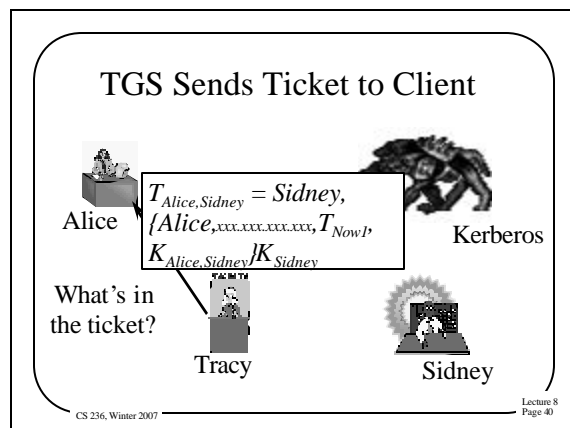 TGS Sends Ticket to Client
T_Alice,Sidney = Sidney,
{Alice,xxx.xxx.xxx.xxx,T_Now1,
K_Alice,Sidney}K_Sidney
Alice
Kerberos
What's in
the ticket?
Tracy
Sidney
CS 236, Winter 2007
Lecture 8
Page 40